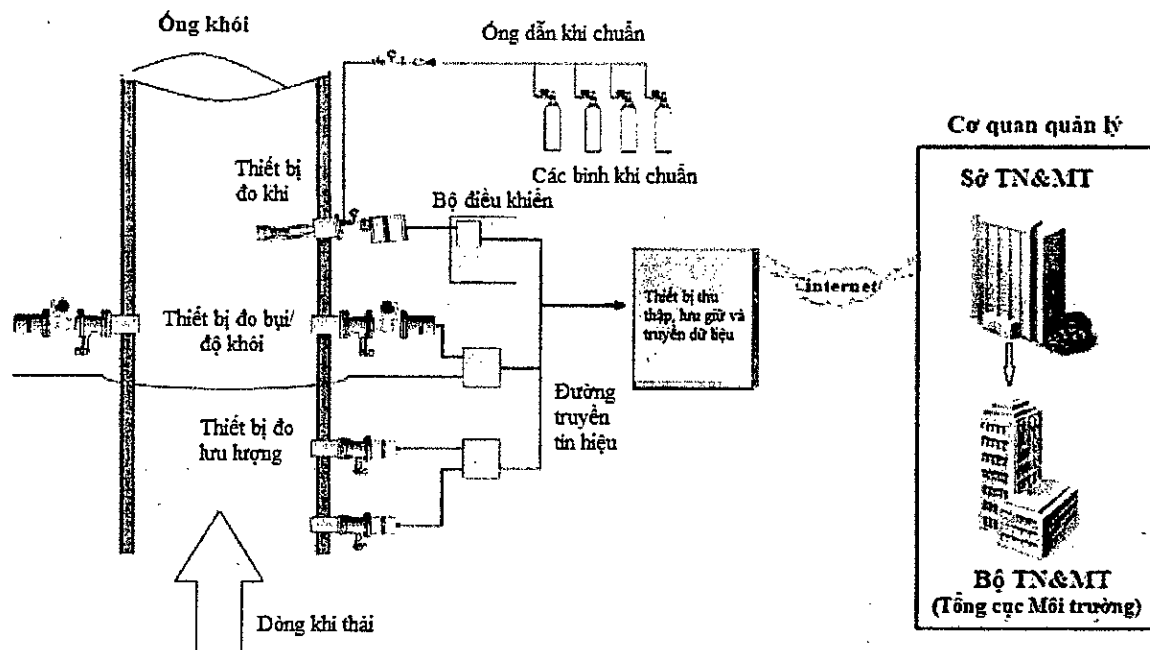 Ống khói
Ống dẫn khí chuẩn
Các bình khí chuẩn
Thiết bị
đo khí
Bộ điều khiển
Thiết bị đo bụi/
độ khói
Thiết bị đo
lưu lượng
Đường
truyền
tín hiệu
Dòng khí thải
Thiết bị thu
thập, lưu giữ và
truyền dữ liệu
internet
Cơ quan quản lý
Sở TN&MT
Bộ TN&MT
(Tổng cục Môi trường)